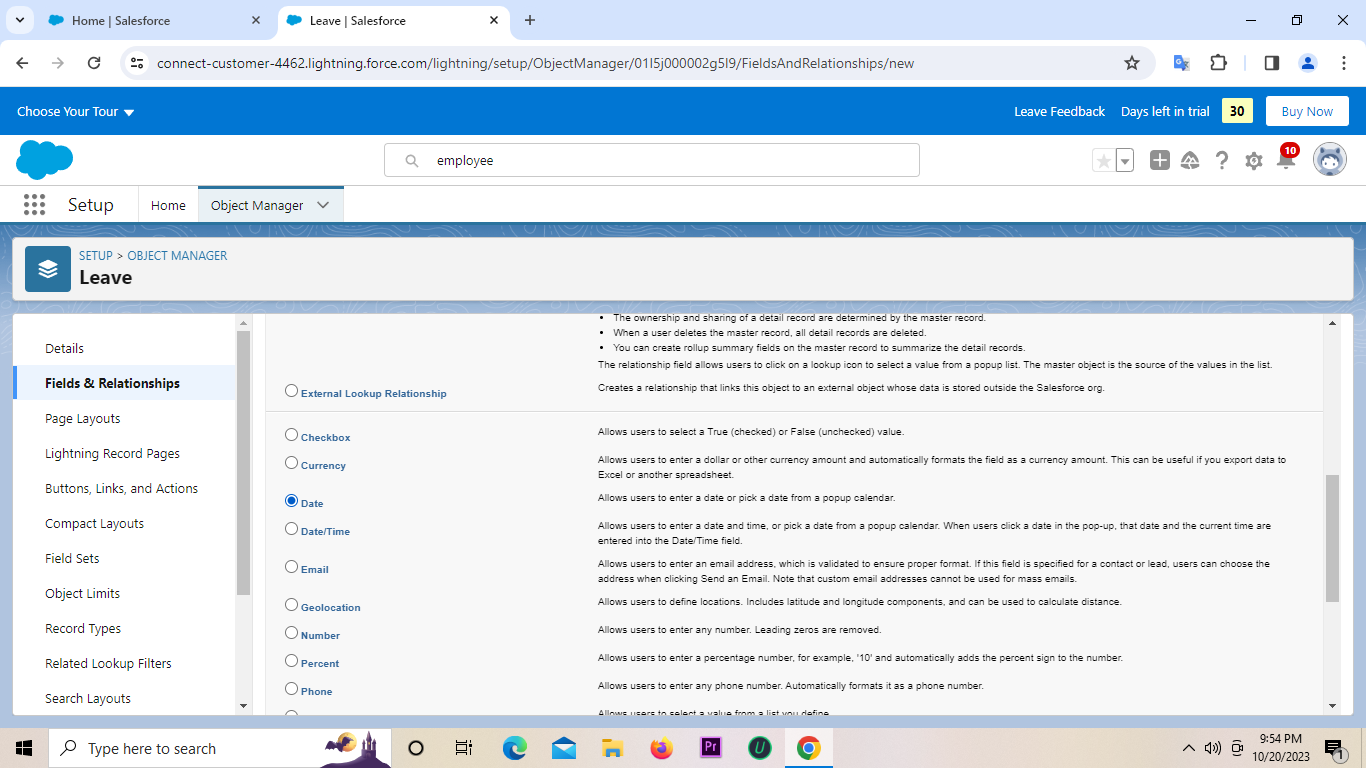 Home | Salesforce
Leave | Salesforce
connect-customer-4462.lightning.force.com/lightning/setup/ObjectManager/01I5j000002g5I9/FieldsAndRelationships/new
Choose Your Tour
Leave Feedback
Days left in trial
30
Buy Now
employee
10
Setup
Home
Object Manager
SETUP > OBJECT MANAGER
Leave
Details
Fields & Relationships
Page Layouts
Lightning Record Pages
Buttons, Links, and Actions
Compact Layouts
Field Sets
Object Limits
Record Types
Related Lookup Filters
Search Layouts
• The ownership and sharing of a detail record are determined by the master record.
• When a user deletes the master record, all detail records are deleted.
• You can create rollup summary fields on the master record to summarize the detail records.
The relationship field allows users to click on a lookup icon to select a value from a popup list. The master object is the source of the values in the list.
External Lookup Relationship
Creates a relationship that links this object to an external object whose data is stored outside the Salesforce org.
Checkbox
Allows users to select a True (checked) or False (unchecked) value.
Currency
Allows users to enter a dollar or other currency amount and automatically formats the field as a currency amount. This can be useful if you export data to
Excel or another spreadsheet.
Date
Allows users to enter a date or pick a date from a popup calendar.
Date/Time
Allows users to enter a date and time, or pick a date from a popup calendar. When users click a date in the pop-up, that date and the current time are
entered into the Date/Time field.
Email
Allows users to enter an email address, which is validated to ensure proper format. If this field is specified for a contact or lead, users can choose the
address when clicking Send an Email. Note that custom email addresses cannot be used for mass emails.
Geolocation
Allows users to define locations. Includes latitude and longitude components, and can be used to calculate distance.
Number
Allows users to enter any number. Leading zeros are removed.
Percent
Allows users to enter a percentage number, for example, '10' and automatically adds the percent sign to the number.
Phone
Allows users to enter any phone number. Automatically formats it as a phone number.
Allows users to select a value from a list you define.
Type here to search
Pr
U
9:54 PM
10/20/2023
1